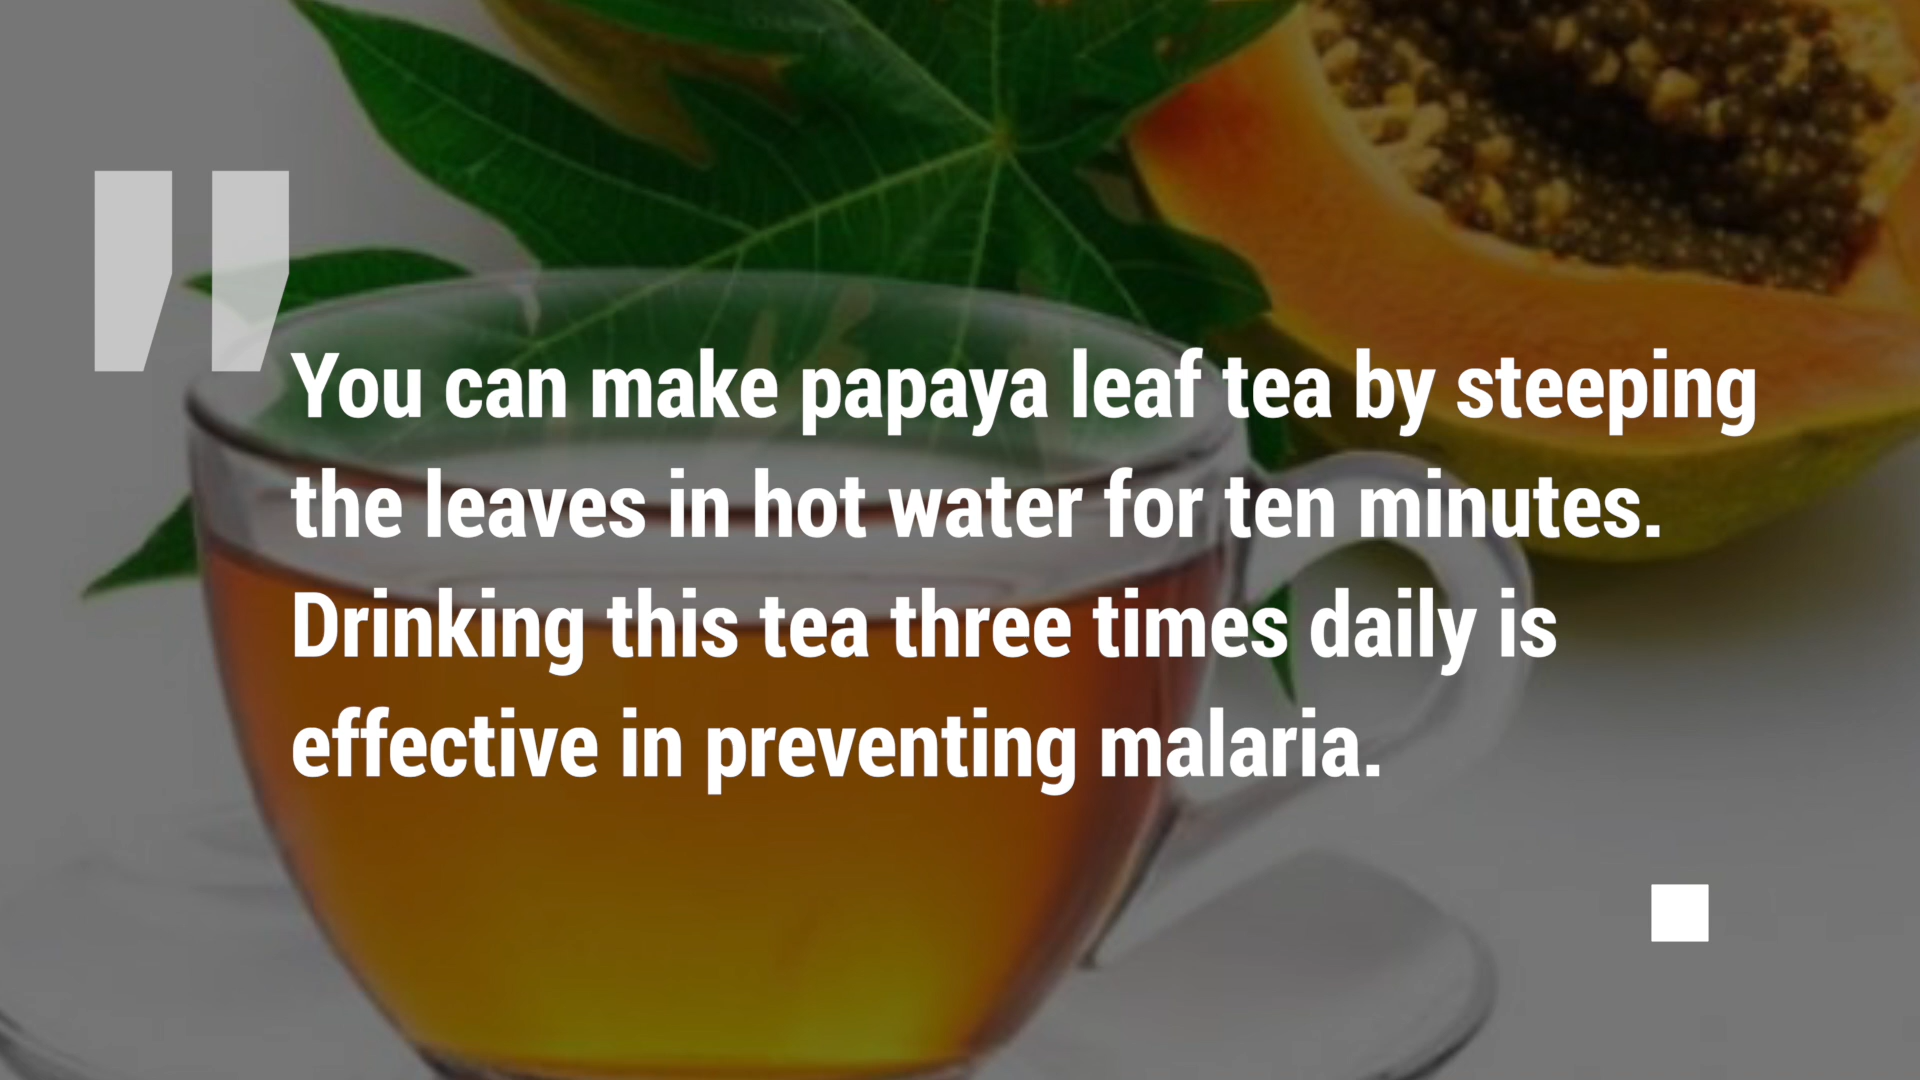 You can make papaya leaf tea by steeping
the leaves in hot water for ten minutes.
Drinking this tea three times daily is
effective in preventing malaria.